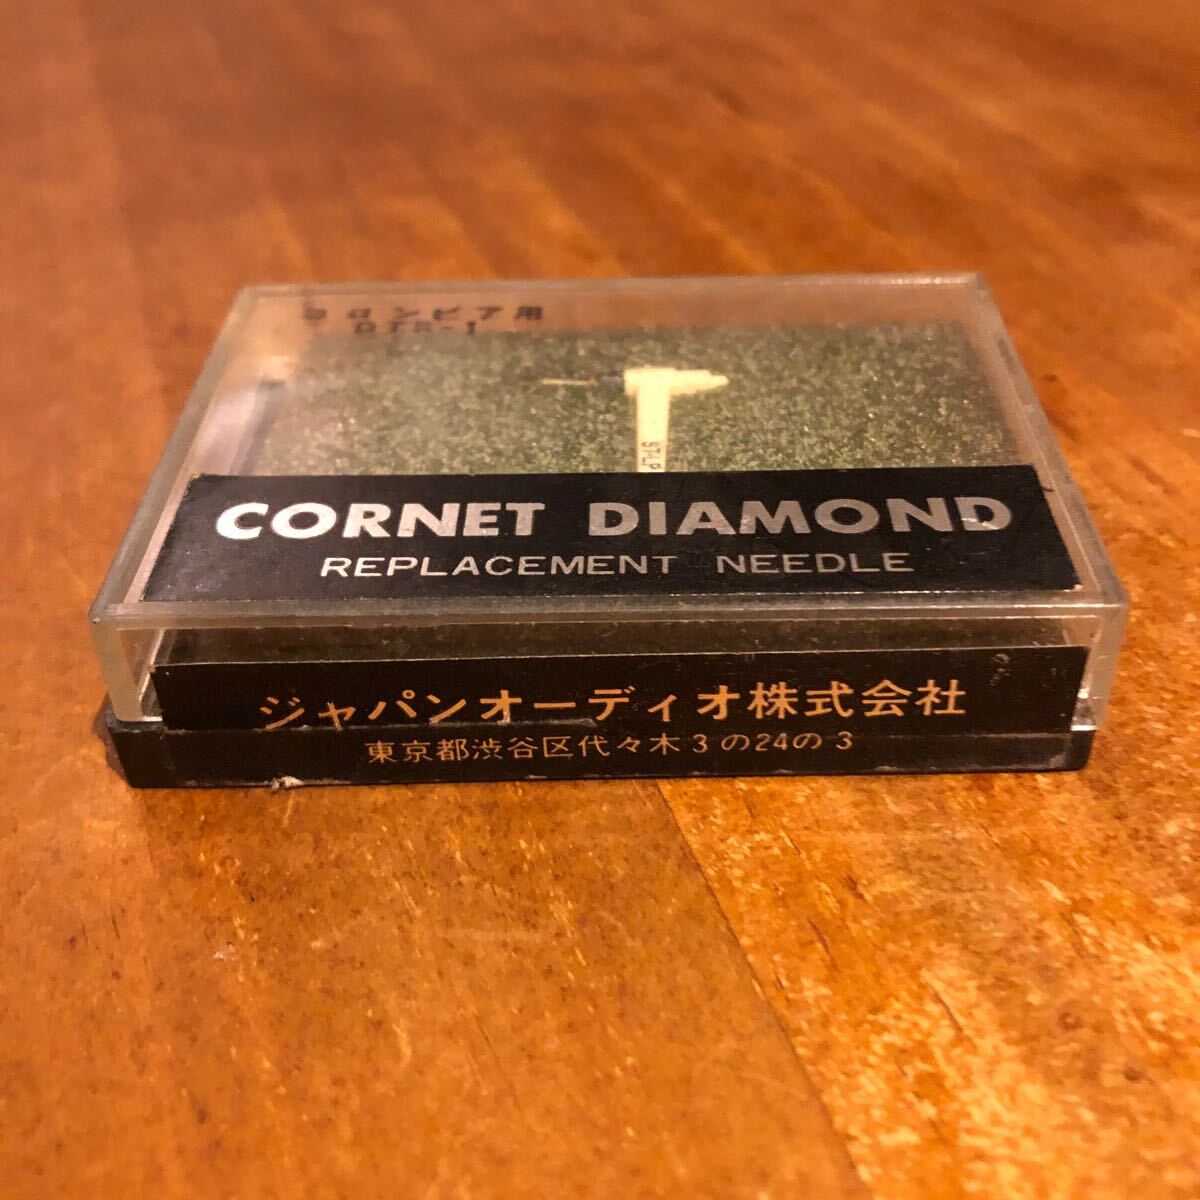 コロンビア用
CORNET DIAMOND
REPLACEMENT NEEDLE
ジャパンオーディオ株式会社
東京都渋谷区代々木3の24の3